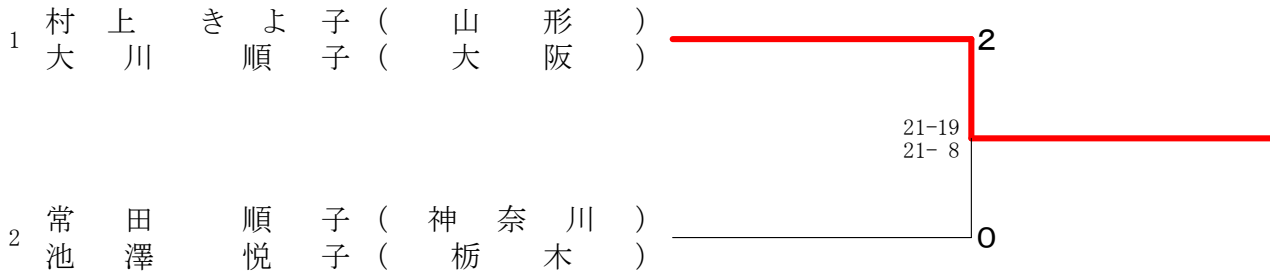 1 村上 きよ子(山形)
大川 順子(大阪)
2
21-19
21- 8
2 常田 順子(神奈川)
池澤 悦子(栃木)
0